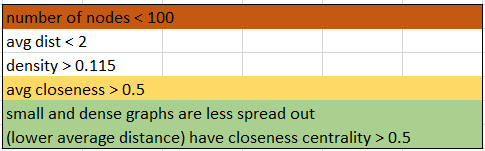 number of nodes < 100
avg dist < 2
density > 0.115
avg closeness > 0.5
small and dense graphs are less spread out
(lower average distance) have closeness centrality > 0.5